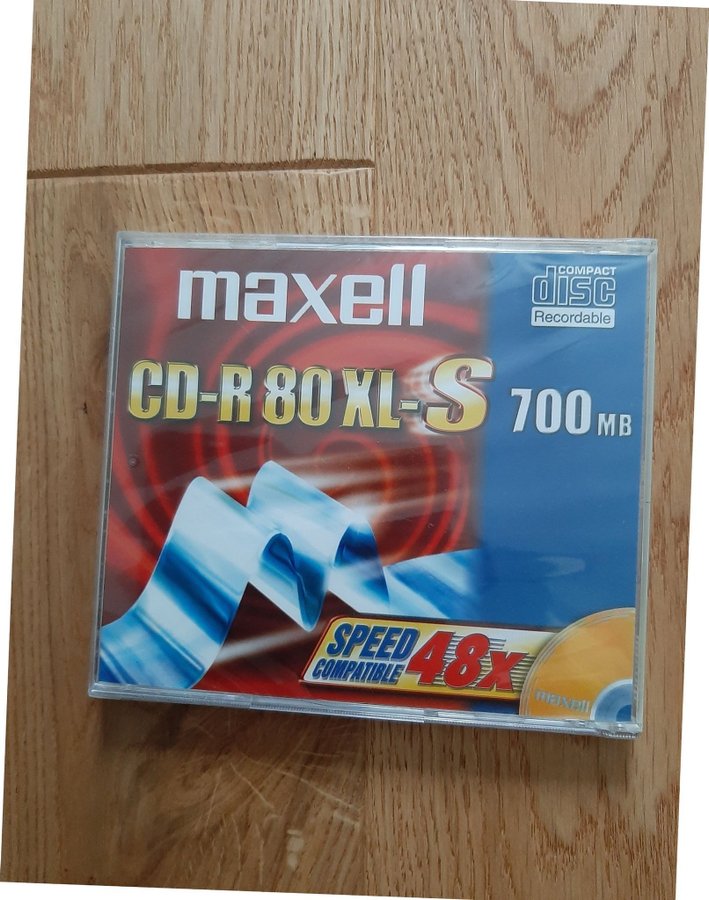 maxell
COMPACT
disc
Recordable
CD-R 80 XL-S
700 MB
SPEED
COMPATIBLE
48x
maxell